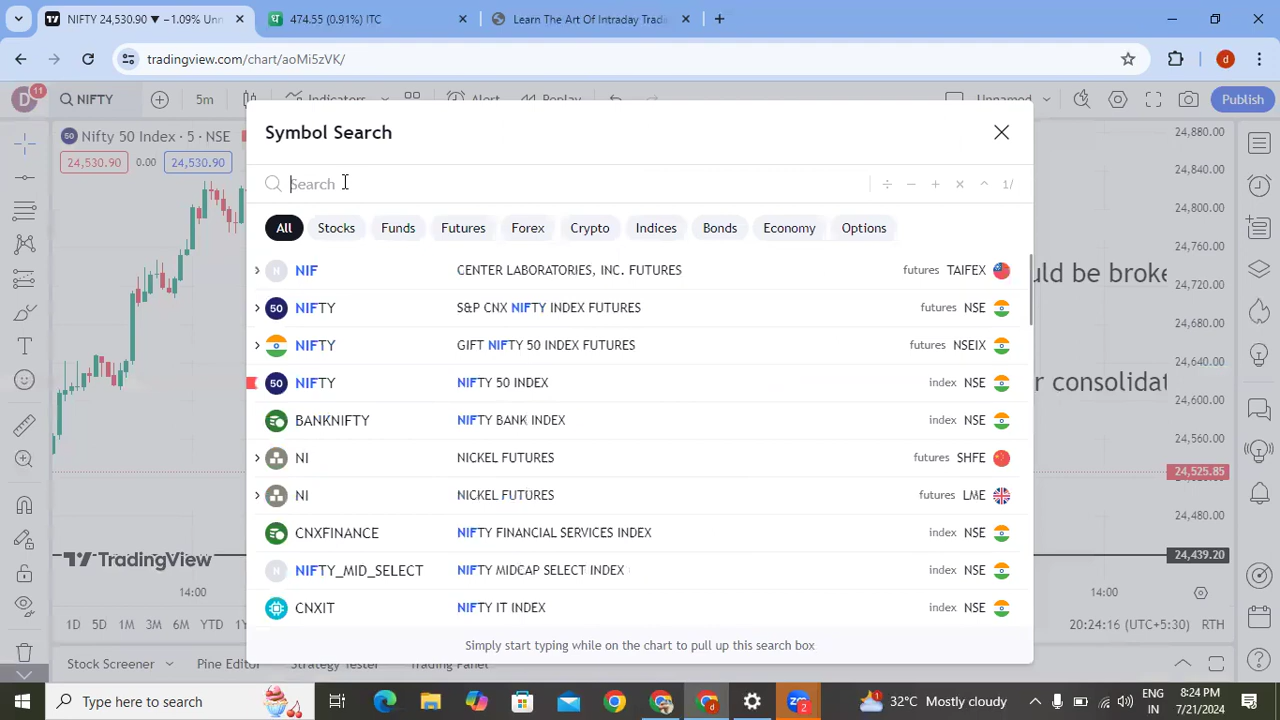 NIFTY 24,530.90 ▼ −1.09% Unn
474.55 (0.91%) ITC
Learn The Art Of Intraday Tradi
tradingview.com/chart/aoMi5zVK/
d
D
11
NIFTY
5m
Indicators
Alert
Replay
Unnamed
Publish
50 Nifty 50 Index · 5 · NSE
24,530.90 0.00 24,530.90
Symbol Search
Search
÷ − + × ^ 1/
All
Stocks
Funds
Futures
Forex
Crypto
Indices
Bonds
Economy
Options
N NIF CENTER LABORATORIES, INC. FUTURES futures TAIFEX
50 NIFTY S&P CNX NIFTY INDEX FUTURES futures NSE
NIFTY GIFT NIFTY 50 INDEX FUTURES futures NSEIX
50 NIFTY NIFTY 50 INDEX index NSE
BANKNIFTY NIFTY BANK INDEX index NSE
NI NICKEL FUTURES futures SHFE
NI NICKEL FUTURES futures LME
CNXFINANCE NIFTY FINANCIAL SERVICES INDEX index NSE
N NIFTY_MID_SELECT NIFTY MIDCAP SELECT INDEX index NSE
CNXIT NIFTY IT INDEX index NSE
Simply start typing while on the chart to pull up this search box
uld be broke
r consolidat
24,880.00
24,840.00
24,800.00
24,760.00
24,720.00
24,680.00
24,640.00
24,600.00
24,560.00
24,525.85
24,480.00
24,439.20
TradingView
14:00
14:00
1D 5D 1M 3M 6M YTD 1Y
20:24:16 (UTC+5:30) RTH
Stock Screener
Pine Editor
Strategy Tester
Trading Panel
Type here to search
2
1
32°C Mostly cloudy
ENG
IN
8:24 PM
7/21/2024